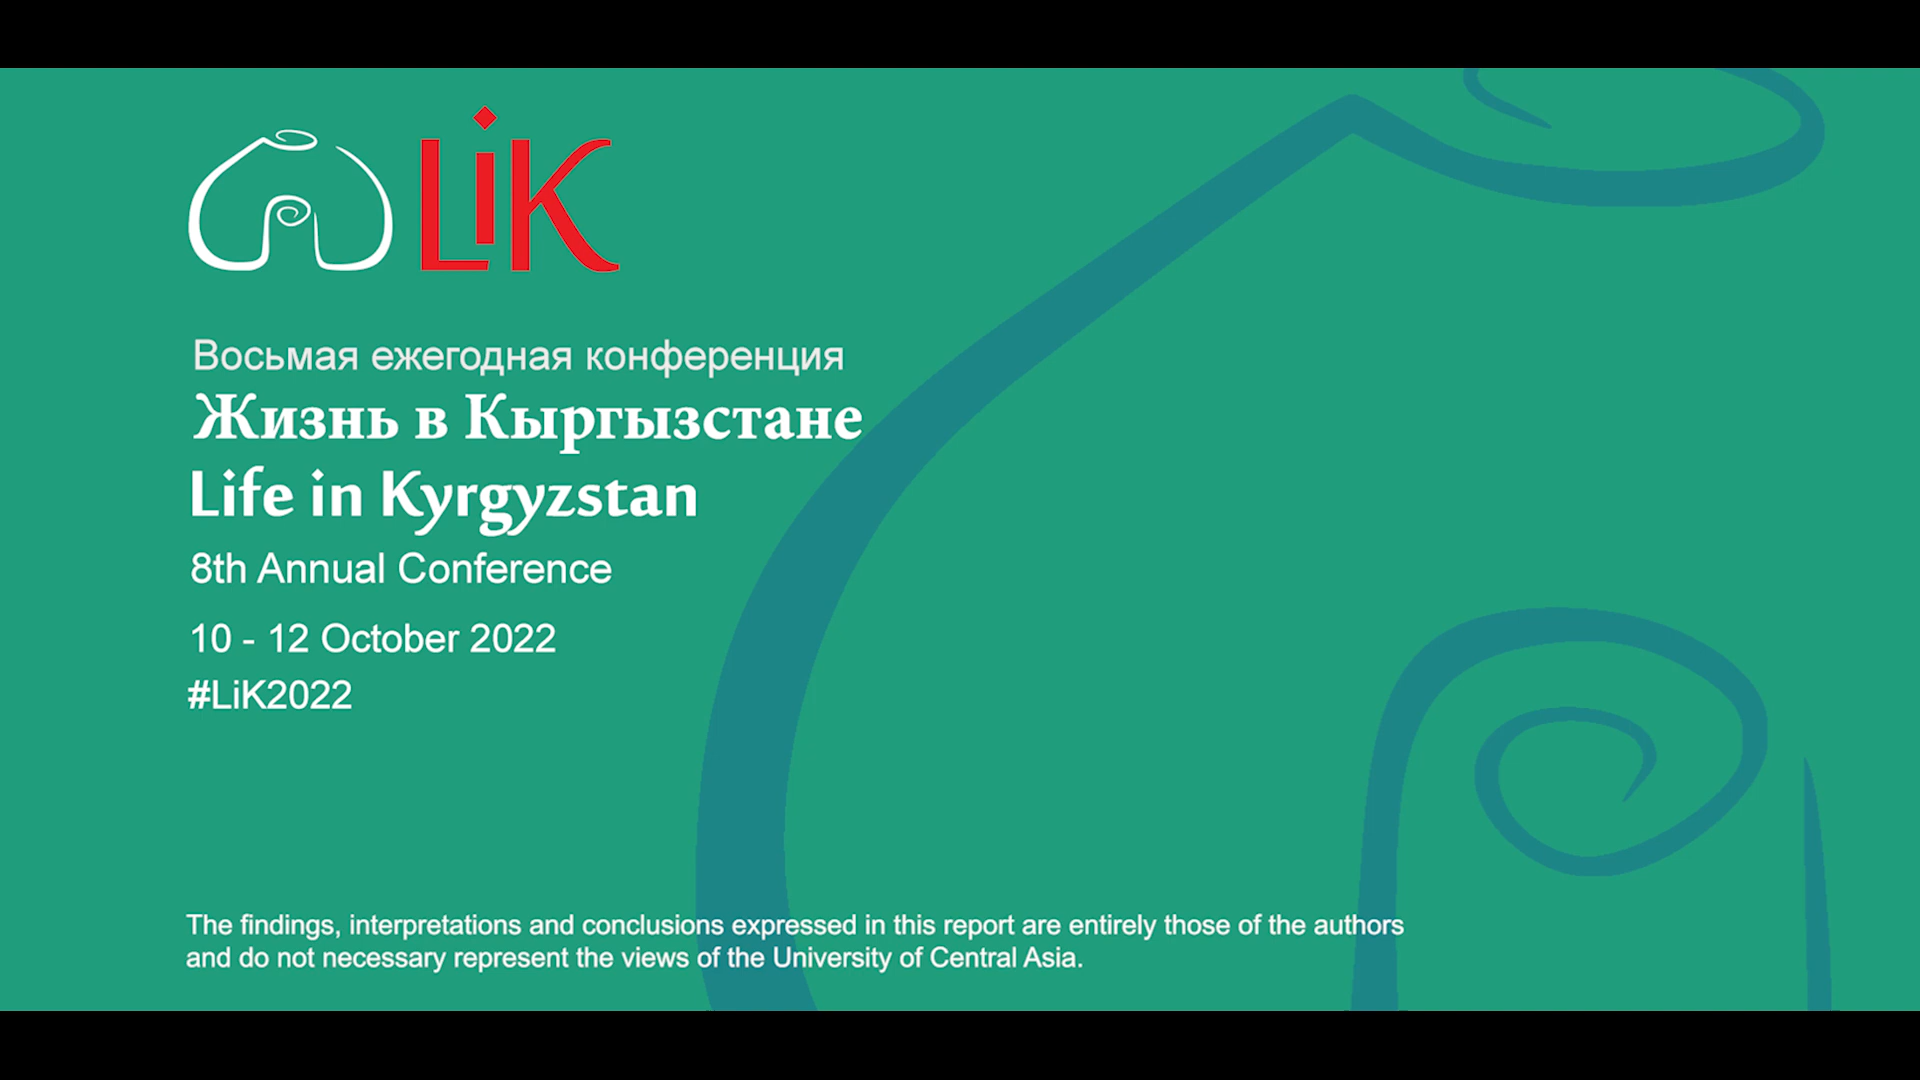 LiK
Восьмая ежегодная конференция
Жизнь в Кыргызстане
Life in Kyrgyzstan
8th Annual Conference
10 - 12 October 2022
#LiK2022
The findings, interpretations and conclusions expressed in this report are entirely those of the authors
and do not necessary represent the views of the University of Central Asia.